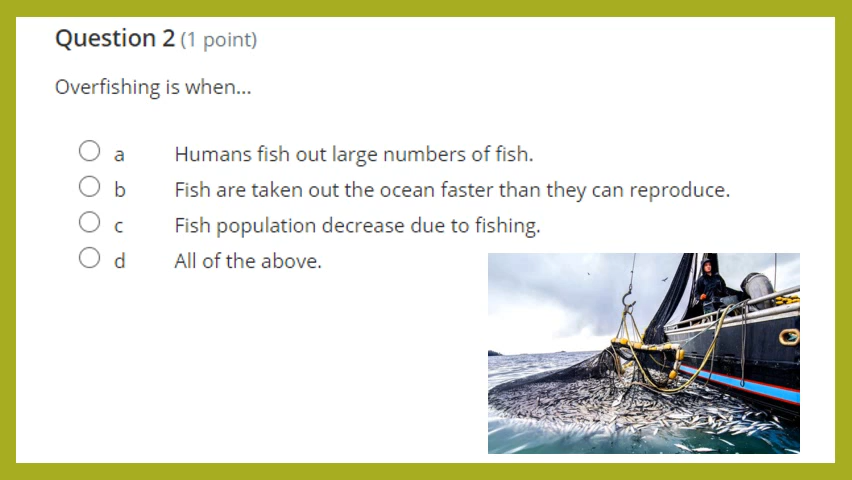 Question 2 (1 point)
Overfishing is when...
a Humans fish out large numbers of fish.
b Fish are taken out the ocean faster than they can reproduce.
c Fish population decrease due to fishing.
d All of the above.